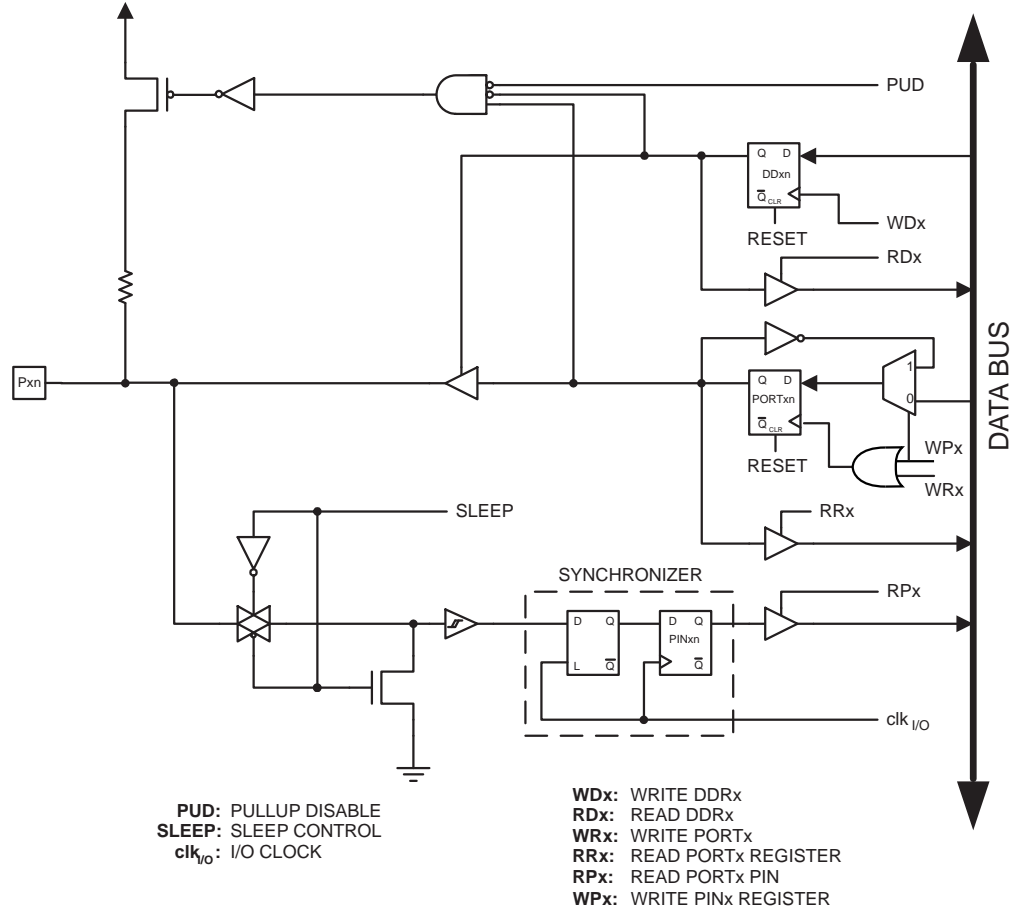 PUD
Q D
DDxn
Q CLR
WDx
RESET
RDx
Pxn
1
Q D
PORTxn
0
Q CLR
DATA BUS
RESET
WPx
WRx
SLEEP
RRx
SYNCHRONIZER
RPx
D Q
D Q
PINxn
L Q
Q
clk I/O
PUD: PULLUP DISABLE
SLEEP: SLEEP CONTROL
clkI/O: I/O CLOCK
WDx: WRITE DDRx
RDx: READ DDRx
WRx: WRITE PORTx
RRx: READ PORTx REGISTER
RPx: READ PORTx PIN
WPx: WRITE PINx REGISTER